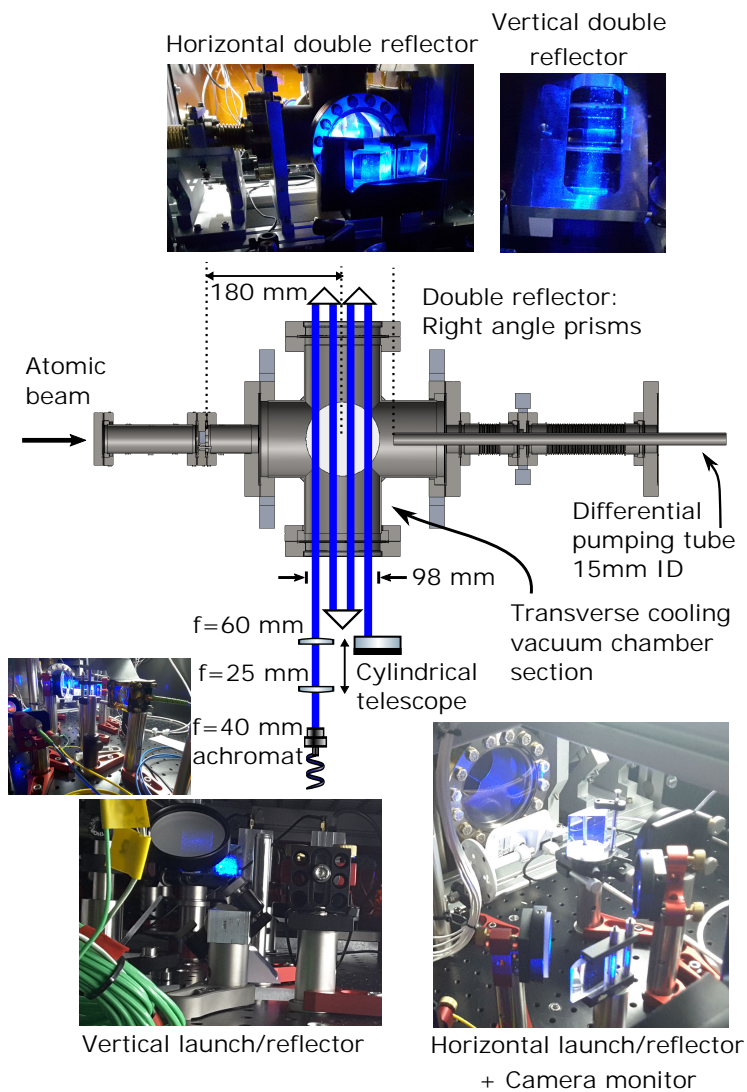 Horizontal double reflector
Vertical double
reflector
180 mm
Double reflector:
Right angle prisms
Atomic
beam
Differential
pumping tube
15mm ID
98 mm
f=60 mm
Transverse cooling
vacuum chamber
section
f=25 mm
Cylindrical
telescope
f=40 mm
achromat
Vertical launch/reflector
Horizontal launch/reflector
+ Camera monitor